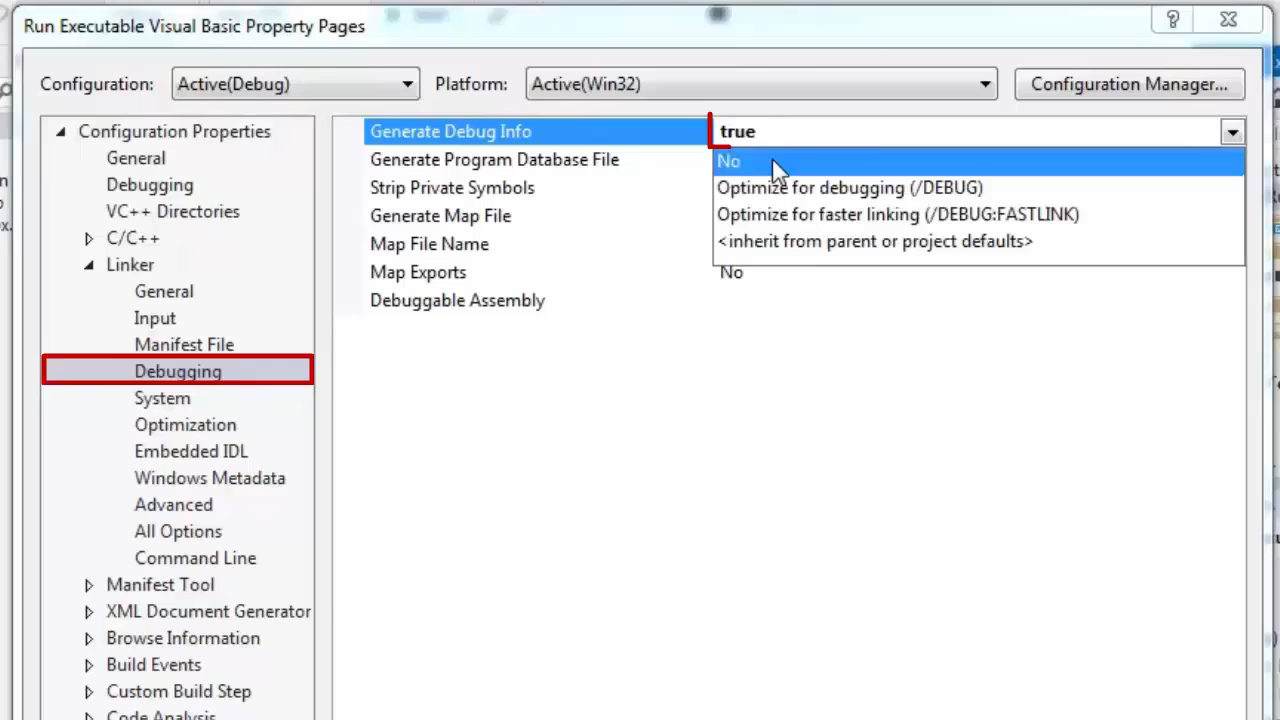 Run Executable Visual Basic Property Pages
Configuration: Active(Debug) Platform: Active(Win32) Configuration Manager...
Configuration Properties
General
Debugging
VC++ Directories
C/C++
Linker
General
Input
Manifest File
Debugging
System
Optimization
Embedded IDL
Windows Metadata
Advanced
All Options
Command Line
Manifest Tool
XML Document Generator
Browse Information
Build Events
Custom Build Step
Code Analysis
Generate Debug Info true
Generate Program Database File
Strip Private Symbols
Generate Map File
Map File Name
Map Exports No
Debuggable Assembly
No
Optimize for debugging (/DEBUG)
Optimize for faster linking (/DEBUG:FASTLINK)
<inherit from parent or project defaults>